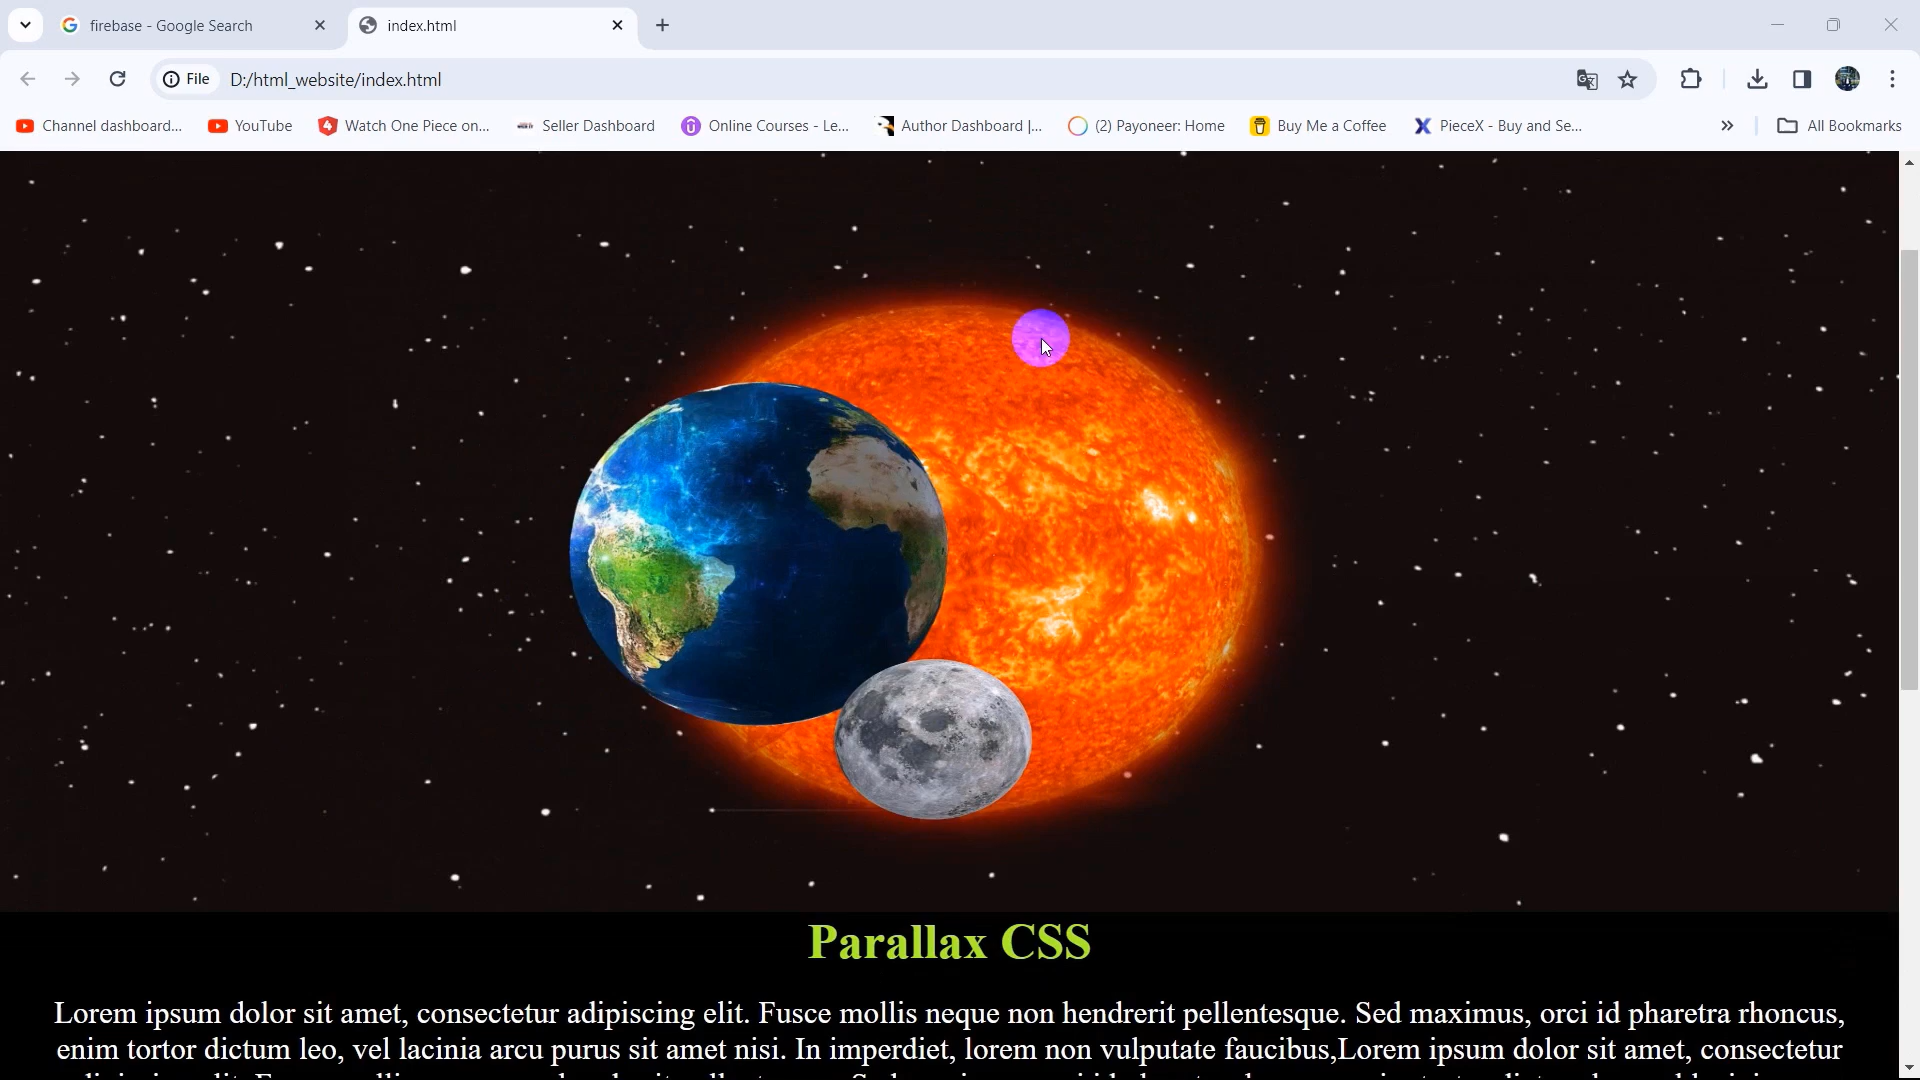 firebase - Google Search
index.html
File
D:/html_website/index.html
Channel dashboard...
YouTube
Watch One Piece on...
Seller Dashboard
Online Courses - Le...
Author Dashboard |...
(2) Payoneer: Home
Buy Me a Coffee
PieceX - Buy and Se...
All Bookmarks
Parallax CSS
Lorem ipsum dolor sit amet, consectetur adipiscing elit. Fusce mollis neque non hendrerit pellentesque. Sed maximus, orci id pharetra rhoncus,
enim tortor dictum leo, vel lacinia arcu purus sit amet nisi. In imperdiet, lorem non vulputate faucibus,Lorem ipsum dolor sit amet, consectetur